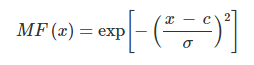 MF(x) = exp[−((x − c)/σ)²]